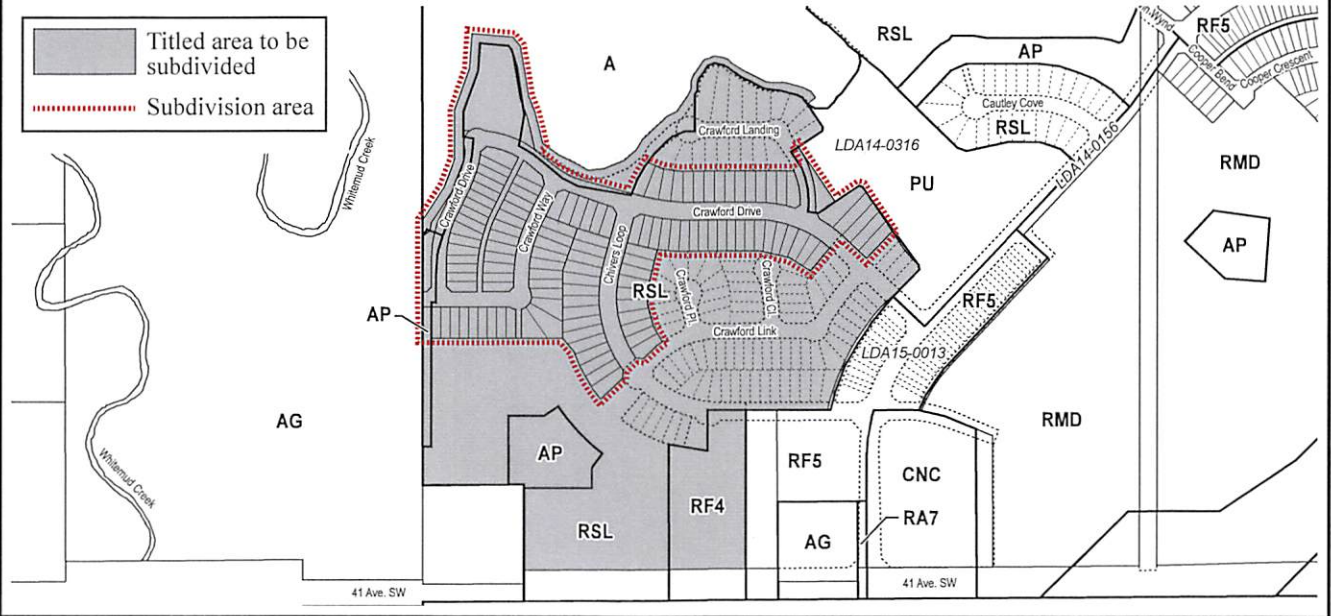 Titled area to be
subdivided
Subdivision area
RSL
A
AP
RF5
Cooper Bend
Cooper Crescent
Cautley Cove
RSL
Crawford Landing
LDA14-0316
LDA14-0156
PU
RMD
AP
Whitemud Creek
Crawford Drive
Crawford Way
Crawford Drive
Chivers Loop
RSL
Crawford Pl.
Crawford Cl.
Crawford Link
RF5
LDA15-0013
AP
AG
Whitemud Creek
AP
RSL
RF4
RF5
CNC
RA7
AG
RMD
41 Ave. SW
41 Ave. SW